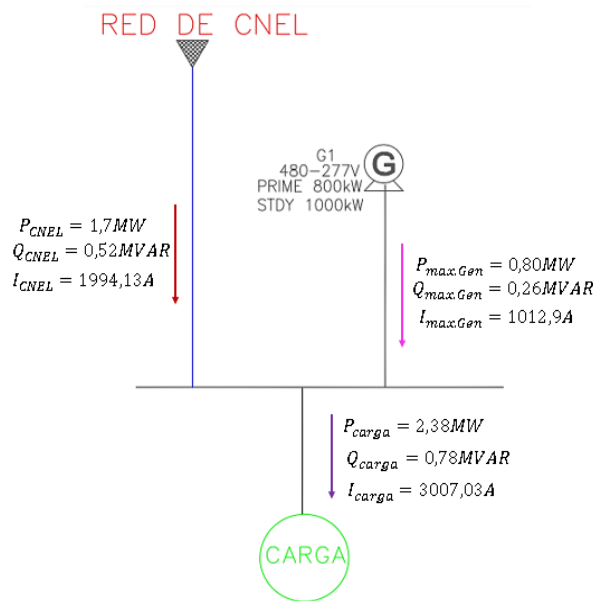 RED DE CNEL
G1
480-277V
PRIME 800kW
STDY 1000kW
G
P_CNEL = 1,7MW
Q_CNEL = 0,52MVAR
I_CNEL = 1994,13A
P_max.Gen = 0,80MW
Q_max.Gen = 0,26MVAR
I_max.Gen = 1012,9A
P_carga = 2,38MW
Q_carga = 0,78MVAR
I_carga = 3007,03A
CARGA